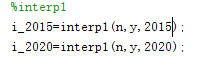 %interp1
i_2015=interp1(n,y,2015);
i_2020=interp1(n,y,2020);